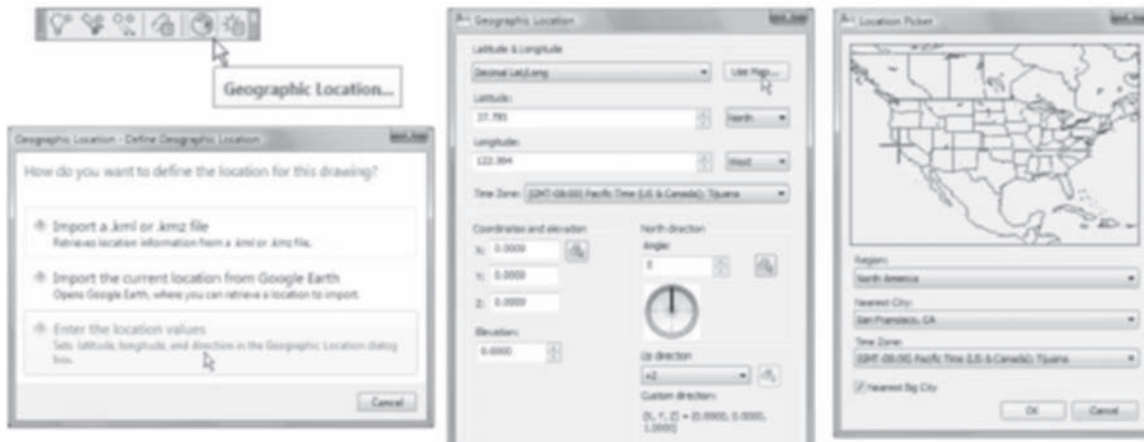 Geographic Location...
Geographic Location - Define Geographic Location
How do you want to define the location for this drawing?
Import a .kml or .kmz file
Retrieves location information from a .kml or .kmz file.
Import the current location from Google Earth
Opens Google Earth, where you can retrieve a location to import.
Enter the location values
Sets latitude, longitude, and direction in the Geographic Location dialog
box.
Cancel
Geographic Location
Latitude & Longitude
Decimal Lat/Long
Use Map...
Latitude:
37.795
North
Longitude:
122.394
West
Time Zone: (GMT-08:00) Pacific Time (US & Canada); Tijuana
Coordinates and elevation
X: 0.0000
Y: 0.0000
Z: 0.0000
Elevation:
0.0000
North direction
Angle:
0
Up direction
+Z
Custom direction:
(X, Y, Z) = (0.0000, 0.0000,
1.0000)
Location Picker
Region:
North America
Nearest City:
San Francisco, CA
Time Zone:
(GMT-08:00) Pacific Time (US & Canada); Tijuana
Nearest Big City
OK
Cancel